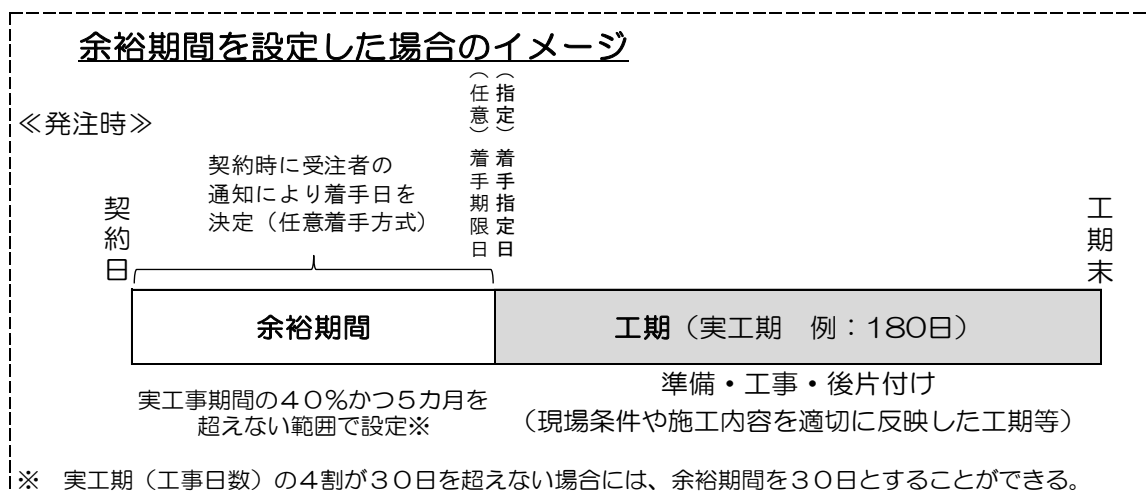 余裕期間を設定した場合のイメージ
≪発注時≫
契約時に受注者の
通知により着手日を
決定（任意着手方式）
（任意）着手期限日
（指定）着手指定日
契約日
工期末
余裕期間
工期（実工期　例：１８０日）
実工事期間の４０％かつ５カ月を
超えない範囲で設定※
準備・工事・後片付け
（現場条件や施工内容を適切に反映した工期等）
※　実工期（工事日数）の４割が３０日を超えない場合には、余裕期間を３０日とすることができる。